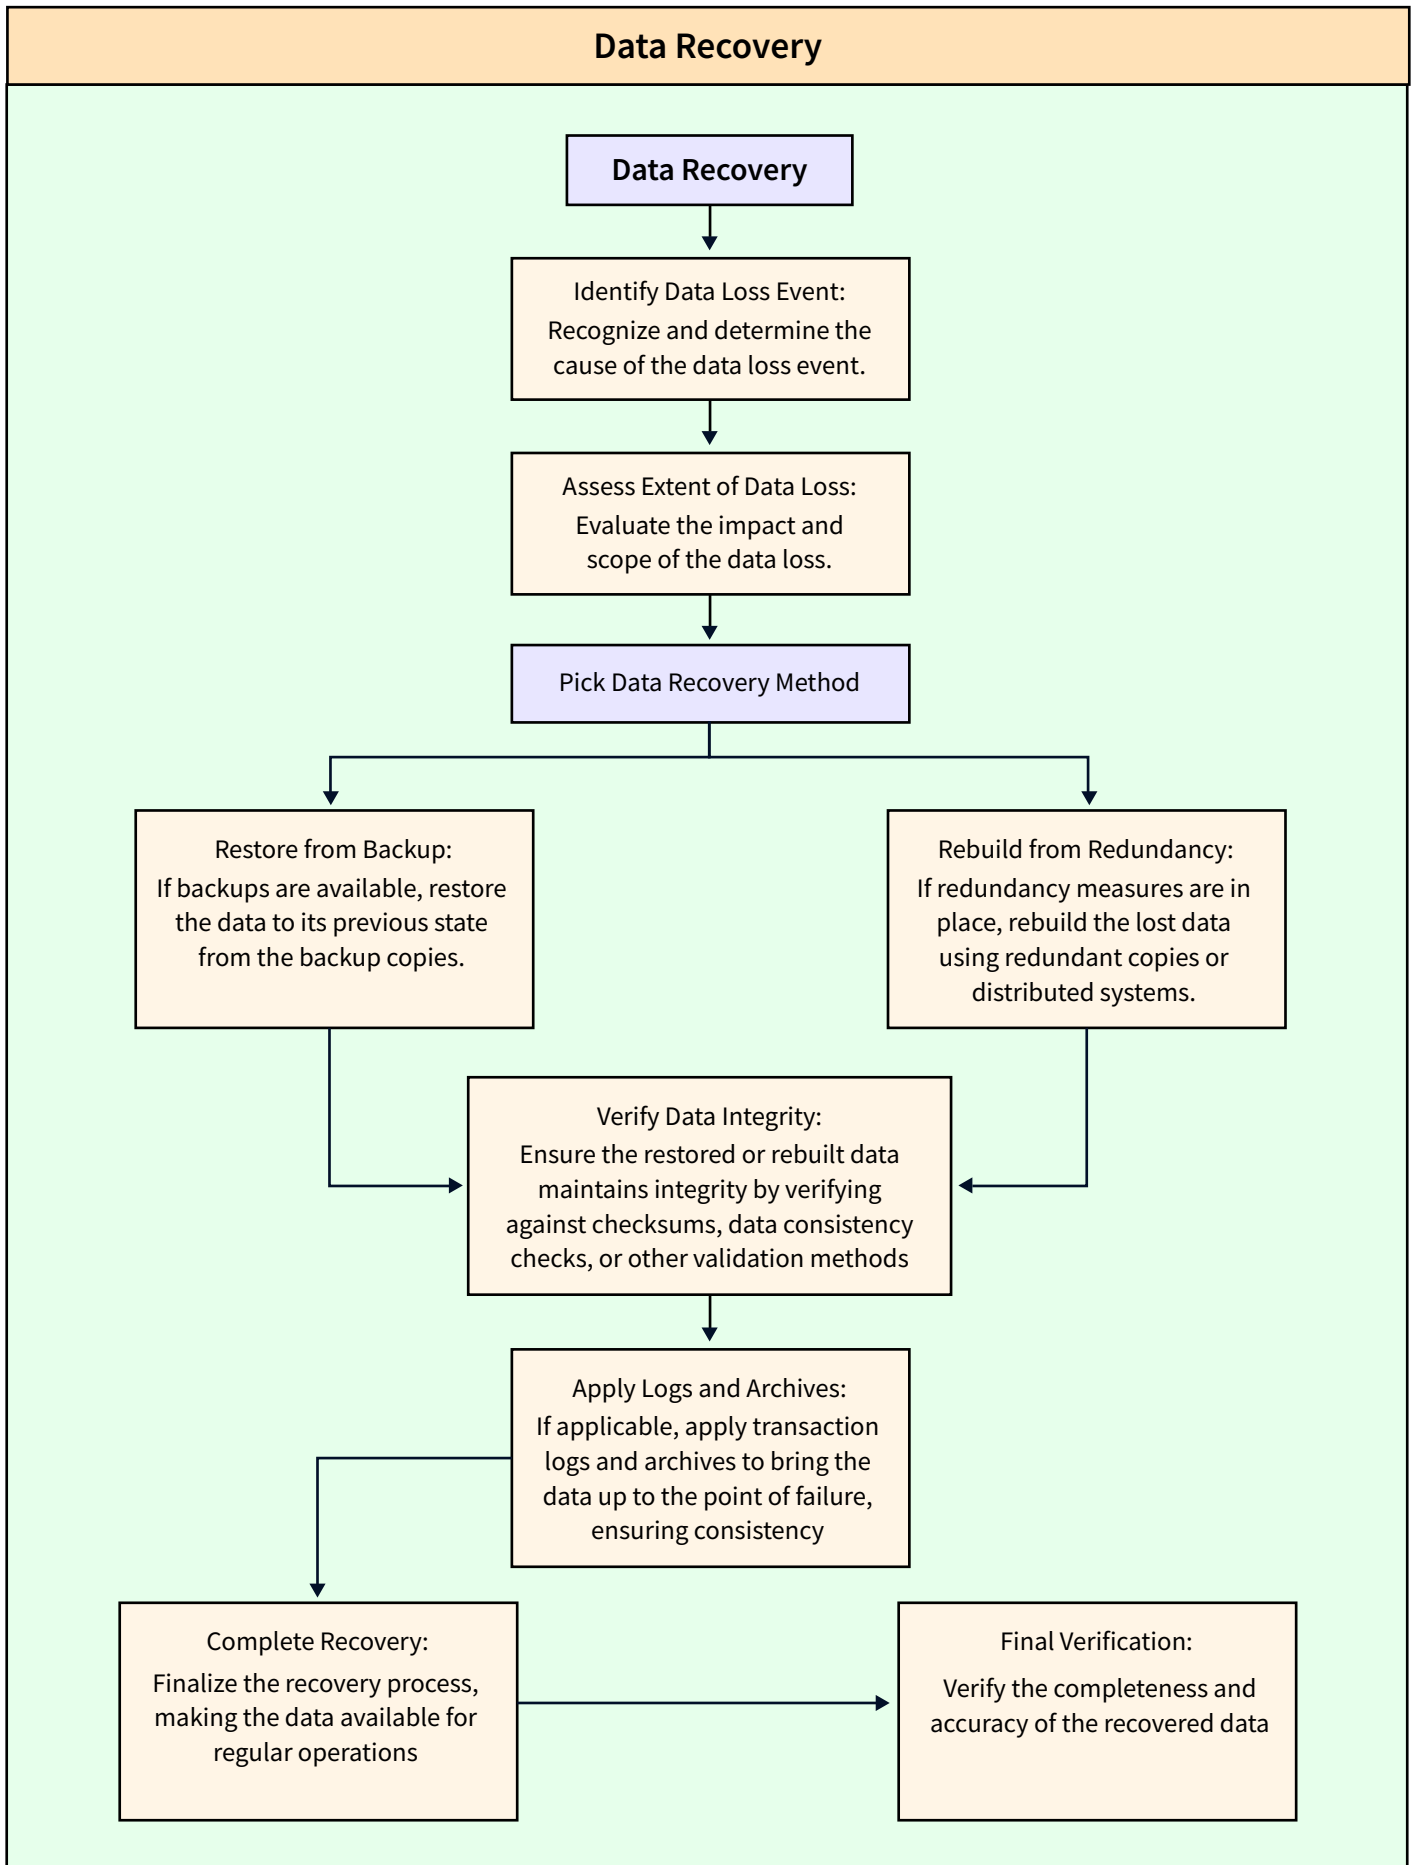 Data Recovery
Data Recovery
Identify Data Loss Event:
Recognize and determine the
cause of the data loss event.
Assess Extent of Data Loss:
Evaluate the impact and
scope of the data loss.
Pick Data Recovery Method
Restore from Backup:
If backups are available, restore
the data to its previous state
from the backup copies.
Rebuild from Redundancy:
If redundancy measures are in
place, rebuild the lost data
using redundant copies or
distributed systems.
Verify Data Integrity:
Ensure the restored or rebuilt data
maintains integrity by verifying
against checksums, data consistency
checks, or other validation methods
Apply Logs and Archives:
If applicable, apply transaction
logs and archives to bring the
data up to the point of failure,
ensuring consistency
Complete Recovery:
Finalize the recovery process,
making the data available for
regular operations
Final Verification:
Verify the completeness and
accuracy of the recovered data